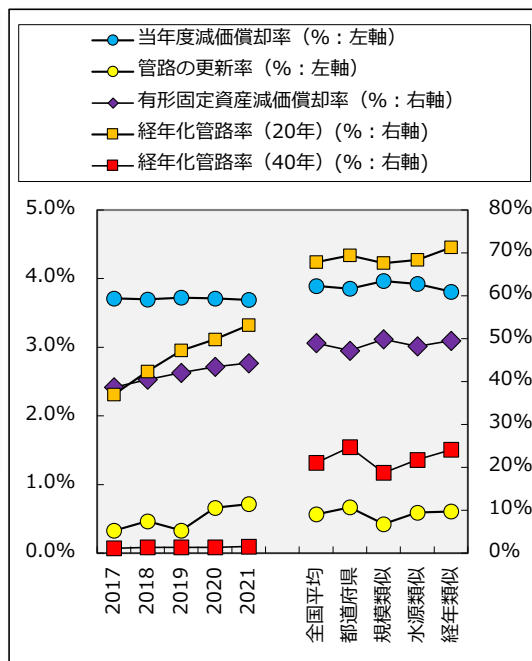 当年度減価償却率（%：左軸）
管路の更新率（%：左軸）
有形固定資産減価償却率（%：右軸）
経年化管路率（20年）(%：右軸)
経年化管路率（40年）(%：右軸)
5.0%
4.0%
3.0%
2.0%
1.0%
0.0%
80%
70%
60%
50%
40%
30%
20%
10%
0%
2017
2018
2019
2020
2021
全国平均
都道府県
規模類似
水源類似
経年類似